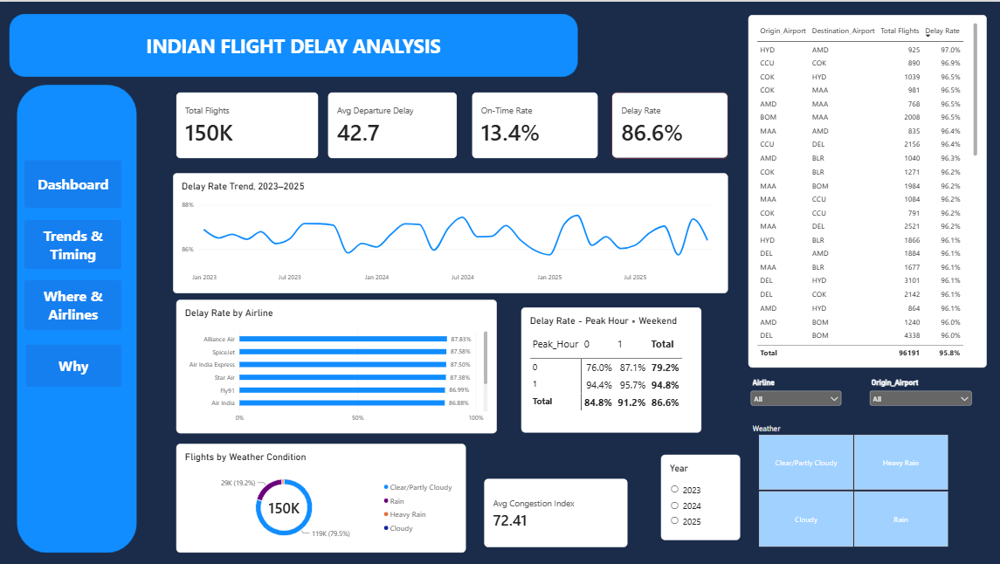 INDIAN FLIGHT DELAY ANALYSIS
Dashboard
Trends &
Timing
Where &
Airlines
Why
Total Flights
150K
Avg Departure Delay
42.7
On-Time Rate
13.4%
Delay Rate
86.6%
Delay Rate Trend, 2023–2025
88%
86%
Jan 2023 Jul 2023 Jan 2024 Jul 2024 Jan 2025 Jul 2025
Delay Rate by Airline
Alliance Air 87.83%
SpiceJet 87.58%
Air India Express 87.50%
Star Air 87.38%
Fly91 86.99%
Air India 86.88%
0% 50% 100%
Delay Rate - Peak Hour × Weekend
Peak_Hour 0 1 Total
0 76.0% 87.1% 79.2%
1 94.4% 95.7% 94.8%
Total 84.8% 91.2% 86.6%
Flights by Weather Condition
29K (19.2%)
150K
119K (79.5%)
Clear/Partly Cloudy
Rain
Heavy Rain
Cloudy
Avg Congestion Index
72.41
Year
2023
2024
2025
Origin_Airport Destination_Airport Total Flights Delay Rate
HYD AMD 925 97.0%
CCU COK 890 96.9%
COK HYD 1039 96.5%
COK MAA 981 96.5%
AMD MAA 768 96.5%
BOM MAA 2008 96.5%
MAA AMD 835 96.4%
CCU DEL 2156 96.4%
AMD BLR 1040 96.3%
COK BLR 1271 96.2%
MAA BOM 1984 96.2%
MAA CCU 1084 96.2%
COK CCU 791 96.2%
MAA DEL 2521 96.2%
HYD BLR 1866 96.1%
DEL AMD 1884 96.1%
MAA BLR 1677 96.1%
DEL HYD 3101 96.1%
DEL COK 2142 96.1%
AMD HYD 864 96.1%
AMD BOM 1240 96.0%
DEL BOM 4338 96.0%
Total 96191 95.8%
Airline
All
Origin_Airport
All
Weather
Clear/Partly Cloudy
Heavy Rain
Cloudy
Rain